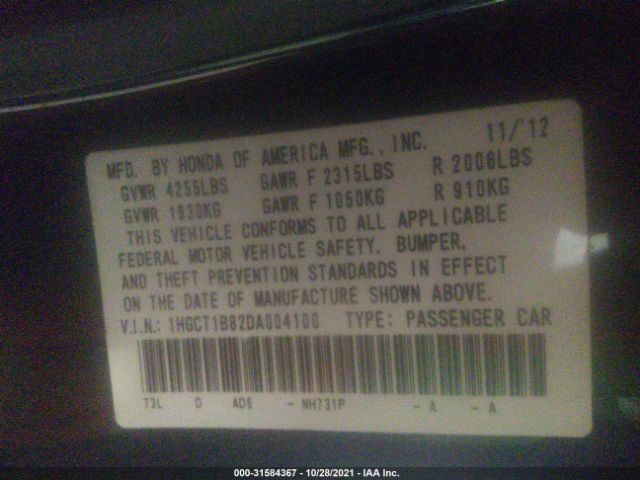 MFD. BY HONDA OF AMERICA MFG., INC. 11/'12
GVWR 4255LBS GAWR F 2315LBS R 2006LBS
GVWR 1930KG GAWR F 1050KG R 910KG
THIS VEHICLE CONFORMS TO ALL APPLICABLE
FEDERAL MOTOR VEHICLE SAFETY, BUMPER,
AND THEFT PREVENTION STANDARDS IN EFFECT
ON THE DATE OF MANUFACTURE SHOWN ABOVE.
V.I.N.: 1HGCT1B82DA004100 TYPE: PASSENGER CAR
T3L D AD6 - NH731P - A - A
000-31584367 - 10/28/2021 - IAA Inc.